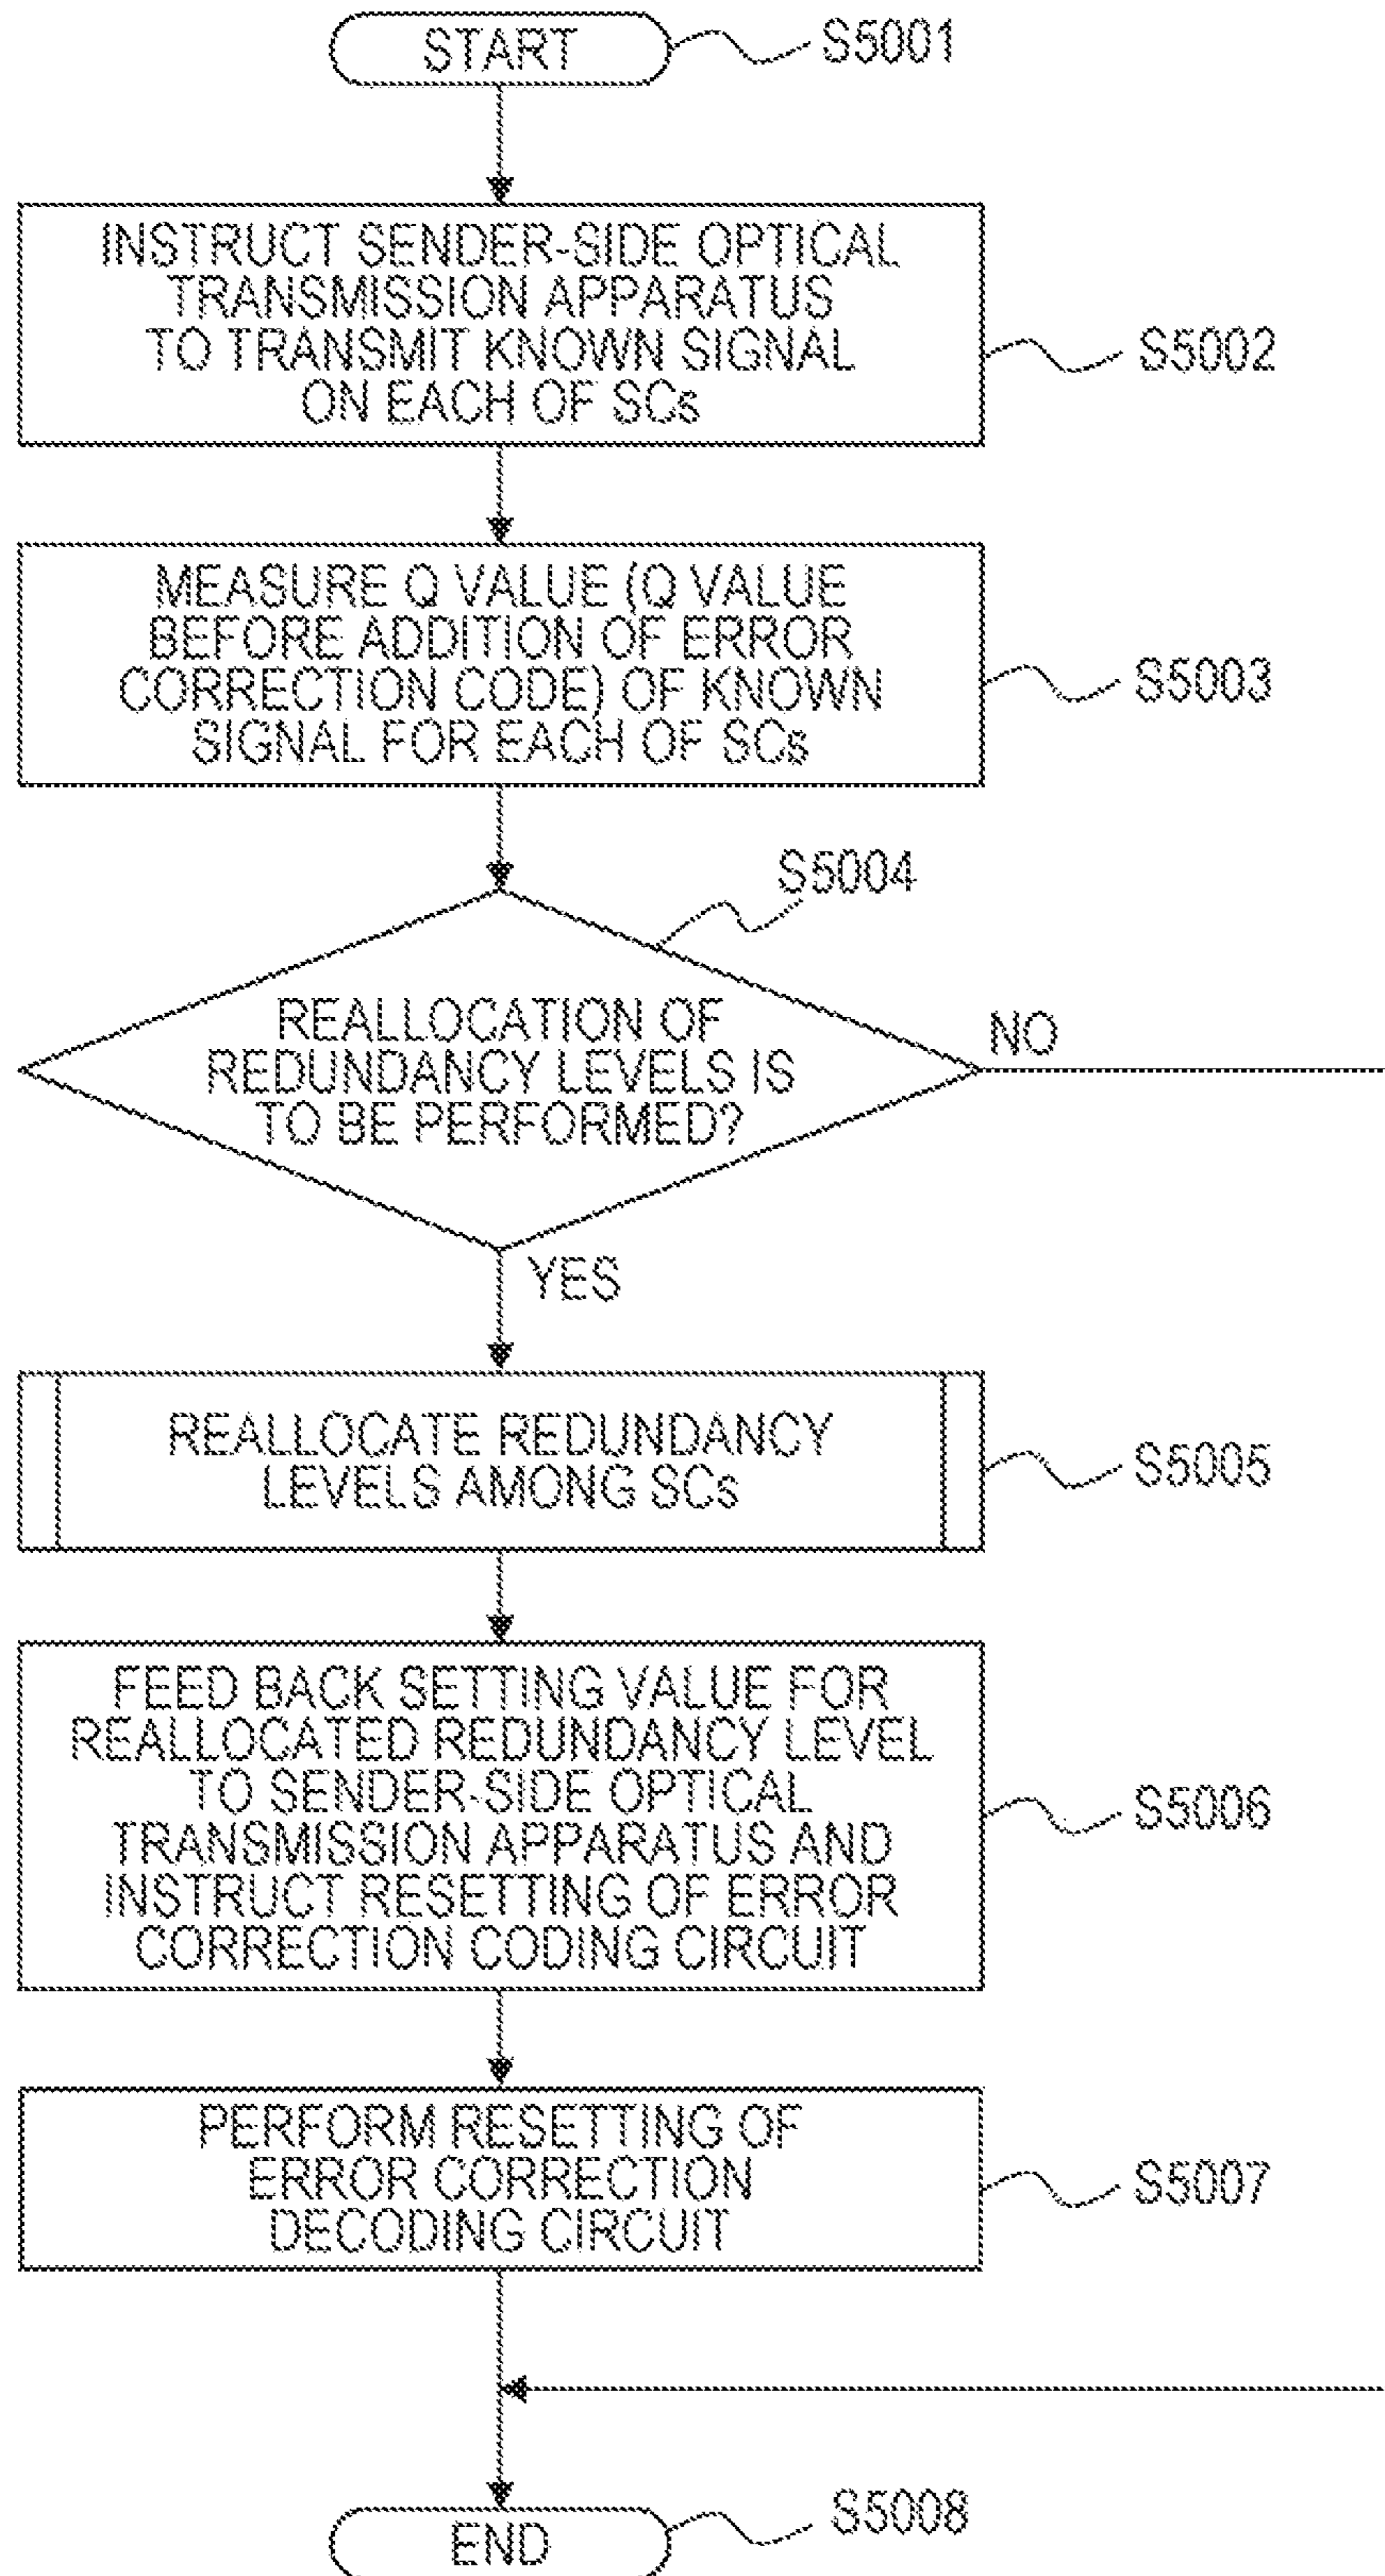 START
S5001
INSTRUCT SENDER-SIDE OPTICAL
TRANSMISSION APPARATUS
TO TRANSMIT KNOWN SIGNAL
ON EACH OF SCs
S5002
MEASURE Q VALUE (Q VALUE
BEFORE ADDITION OF ERROR
CORRECTION CODE) OF KNOWN
SIGNAL FOR EACH OF SCs
S5003
S5004
REALLOCATION OF
REDUNDANCY LEVELS IS
TO BE PERFORMED?
NO
YES
REALLOCATE REDUNDANCY
LEVELS AMONG SCs
S5005
FEED BACK SETTING VALUE FOR
REALLOCATED REDUNDANCY LEVEL
TO SENDER-SIDE OPTICAL
TRANSMISSION APPARATUS AND
INSTRUCT RESETTING OF ERROR
CORRECTION CODING CIRCUIT
S5006
PERFORM RESETTING OF
ERROR CORRECTION
DECODING CIRCUIT
S5007
END
S5008